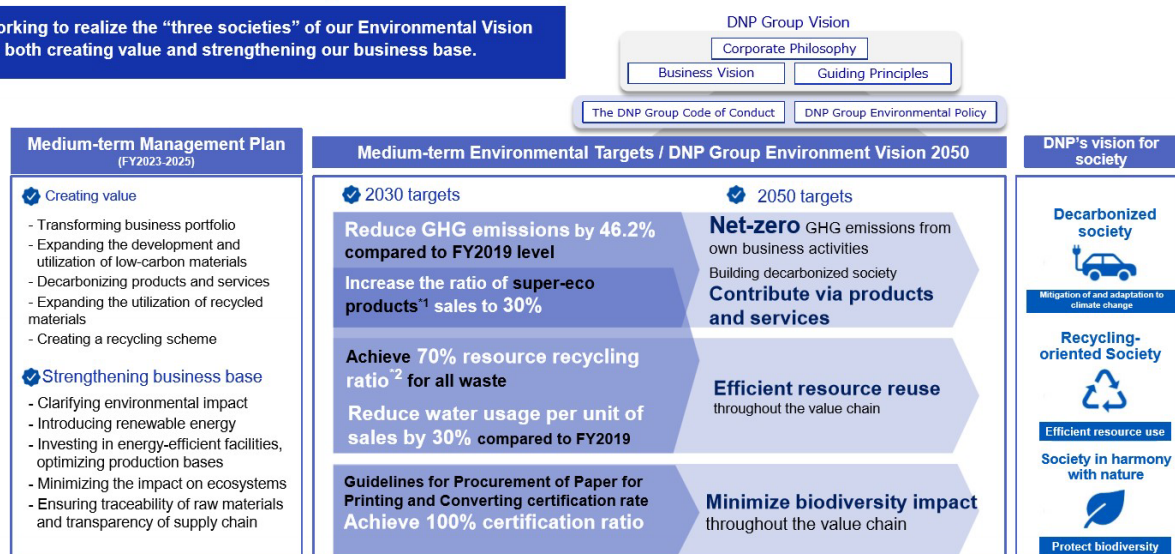 orking to realize the “three societies” of our Environmental Vision
both creating value and strengthening our business base.
DNP Group Vision
Corporate Philosophy
Business Vision
Guiding Principles
The DNP Group Code of Conduct
DNP Group Environmental Policy
Medium-term Management Plan
(FY2023-2025)
Creating value
- Transforming business portfolio
- Expanding the development and
utilization of low-carbon materials
- Decarbonizing products and services
- Expanding the utilization of recycled
materials
- Creating a recycling scheme
Strengthening business base
- Clarifying environmental impact
- Introducing renewable energy
- Investing in energy-efficient facilities,
optimizing production bases
- Minimizing the impact on ecosystems
- Ensuring traceability of raw materials
and transparency of supply chain
Medium-term Environmental Targets / DNP Group Environment Vision 2050
2030 targets
Reduce GHG emissions by 46.2%
compared to FY2019 level
Increase the ratio of super-eco
products*1 sales to 30%
Achieve 70% resource recycling
ratio*2 for all waste
Reduce water usage per unit of
sales by 30% compared to FY2019
Guidelines for Procurement of Paper for
Printing and Converting certification rate
Achieve 100% certification ratio
2050 targets
Net-zero GHG emissions from
own business activities
Building decarbonized society
Contribute via products
and services
Efficient resource reuse
throughout the value chain
Minimize biodiversity impact
throughout the value chain
DNP's vision for
society
Decarbonized
society
Mitigation of and adaptation to
climate change
Recycling-
oriented Society
Efficient resource use
Society in harmony
with nature
Protect biodiversity